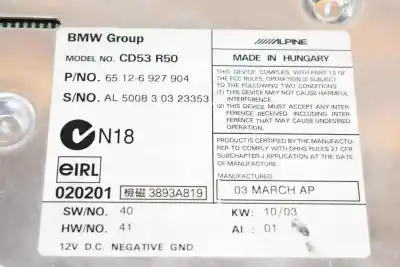 BMW Group
MODEL NO. CD53 R50
P/NO. 65.12-6 927 904
S/NO. AL 5008 3 03 23353
N18
eIRL
020201 檢磁 3893A819
SW/NO. 40
HW/NO. 41
12V D.C. NEGATIVE GND
ALPINE
MADE IN HUNGARY
THIS DEVICE COMPLIES WITH PART 15 OF
THE FCC RULES, OPERATION IS SUBJECT
TO THE FOLLOWING TWO CONDITIONS
(1) THIS DEVICE MAY NOT CAUSE HARMFUL
INTERFERENCE.
(2) THIS DEVICE MUST ACCEPT ANY INTER-
FERENCE RECEIVED INCLUDING INTER-
FERENCE THAT MAY CAUSE UNDESIRED
OPERATION.
PRODUCT IS CERTIFIED BY THE MANUFACTU-
RER TO COMPLY WITH DHHS RULES 21 CFR
SUBCHAPTER J APPLICATION AT THE DATE OF
MANUFACTURE.
03 MARCH AP
KW: 10/03
AI: 01